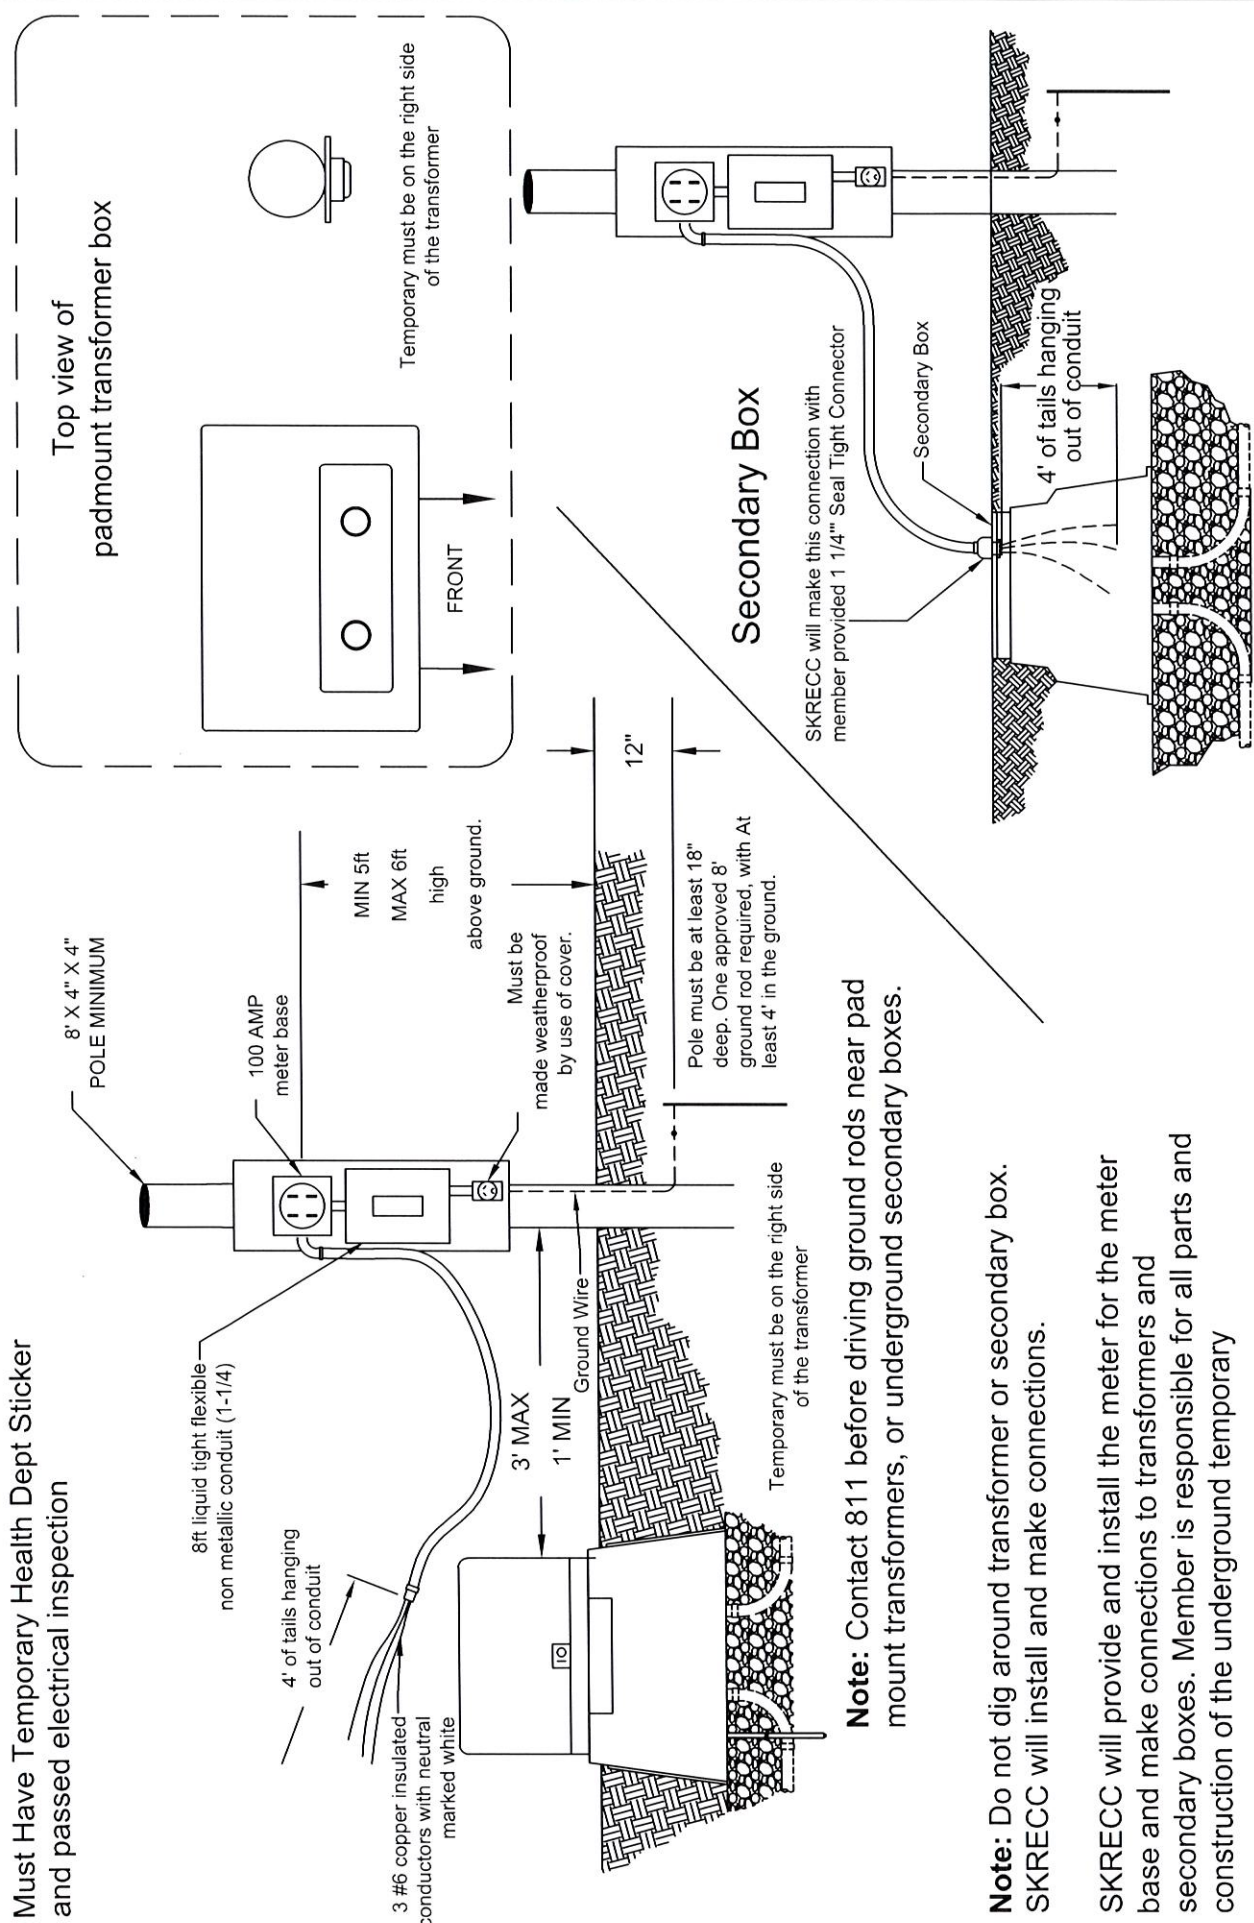 Must Have Temporary Health Dept Sticker
and passed electrical inspection
8' X 4" X 4"
POLE MINIMUM
100 AMP
meter base
8ft liquid tight flexible
non metallic conduit (1-1/4)
4' of tails hanging
out of conduit
3 #6 copper insulated
conductors with neutral
marked white
MIN 5ft
MAX 6ft
high
above ground.
Must be
made weatherproof
by use of cover.
3' MAX
1' MIN
Ground Wire
12"
Pole must be at least 18"
deep. One approved 8'
ground rod required, with At
least 4' in the ground.
Temporary must be on the right side
of the transformer
Note: Contact 811 before driving ground rods near pad
mount transformers, or underground secondary boxes.
Top view of
padmount transformer box
FRONT
Temporary must be on the right side
of the transformer
Secondary Box
SKRECC will make this connection with
member provided 1 1/4'" Seal Tight Connector
Secondary Box
4' of tails hanging
out of conduit
Note: Do not dig around transformer or secondary box.
SKRECC will install and make connections.
SKRECC will provide and install the meter for the meter
base and make connections to transformers and
secondary boxes. Member is responsible for all parts and
construction of the underground temporary